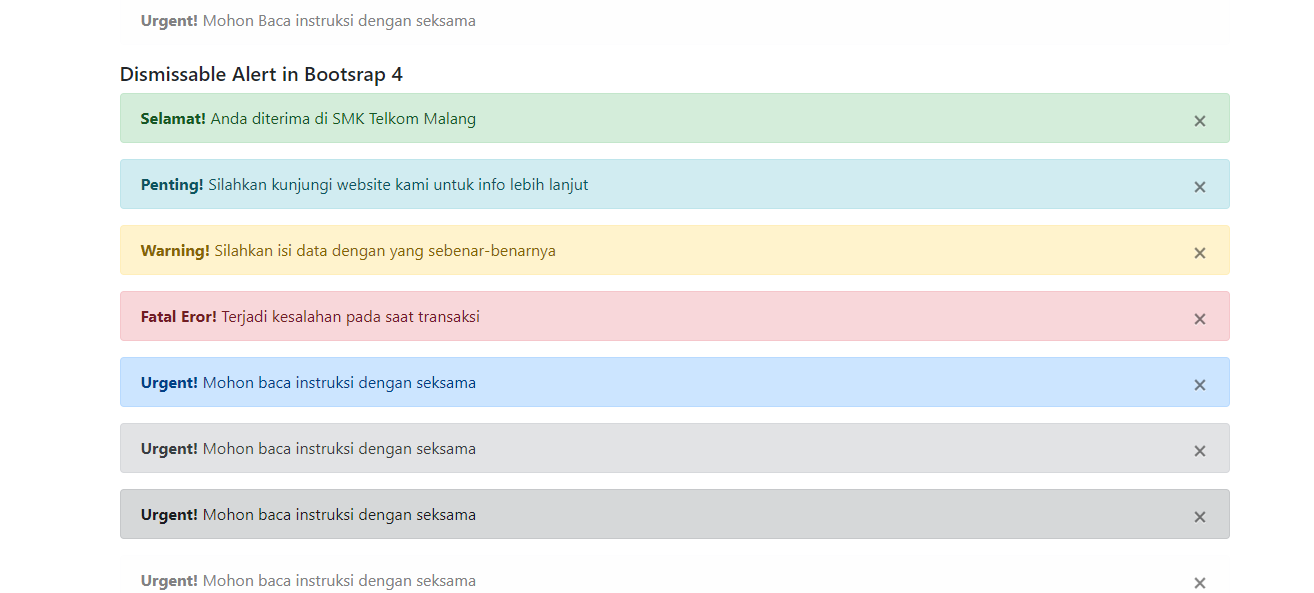 Urgent! Mohon Baca instruksi dengan seksama
Dismissable Alert in Bootsrap 4
Selamat! Anda diterima di SMK Telkom Malang ×
Penting! Silahkan kunjungi website kami untuk info lebih lanjut ×
Warning! Silahkan isi data dengan yang sebenar-benarnya ×
Fatal Eror! Terjadi kesalahan pada saat transaksi ×
Urgent! Mohon baca instruksi dengan seksama ×
Urgent! Mohon baca instruksi dengan seksama ×
Urgent! Mohon baca instruksi dengan seksama ×
Urgent! Mohon baca instruksi dengan seksama ×